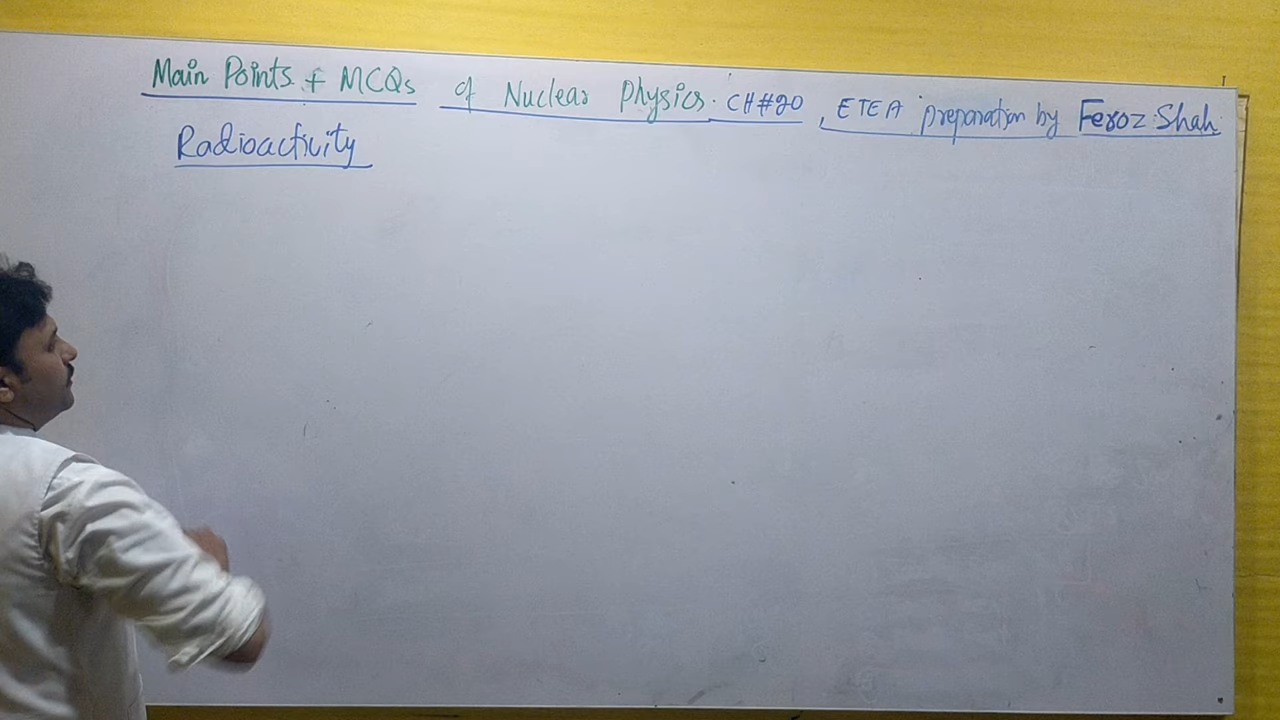 Main Points + MCQs of Nuclear Physics. CH#20, ETEA preparation by Feroz Shah
Radioactivity